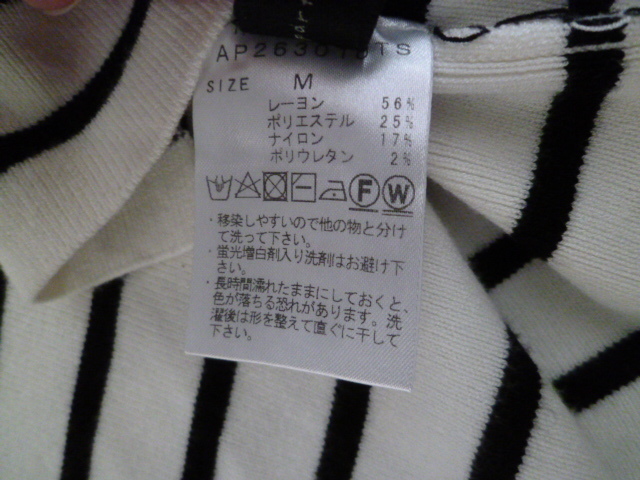 SIZE M
レーヨン 56%
ポリエステル 25%
ナイロン 17%
ポリウレタン 2%
F W
・移染しやすいので他の物と分け
て洗って下さい。
・蛍光増白剤入り洗剤はお避け下
さい。
・長時間濡れたままにしておくと、
色が落ちる恐れがあります。洗
濯後は形を整えて直ぐに干して
下さい。